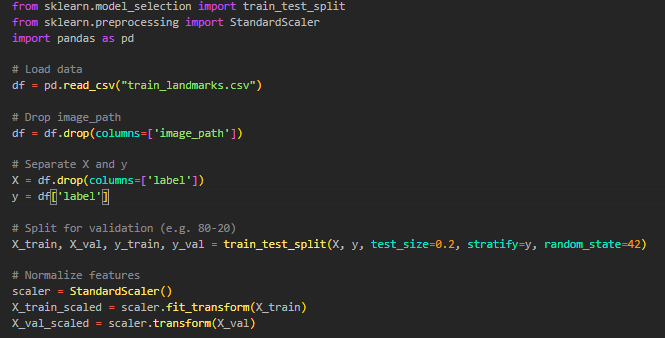 from sklearn.model_selection import train_test_split
from sklearn.preprocessing import StandardScaler
import pandas as pd
# Load data
df = pd.read_csv("train_landmarks.csv")
# Drop image_path
df = df.drop(columns=['image_path'])
# Separate X and y
X = df.drop(columns=['label'])
y = df['label']
# Split for validation (e.g. 80-20)
X_train, X_val, y_train, y_val = train_test_split(X, y, test_size=0.2, stratify=y, random_state=42)
# Normalize features
scaler = StandardScaler()
X_train_scaled = scaler.fit_transform(X_train)
X_val_scaled = scaler.transform(X_val)